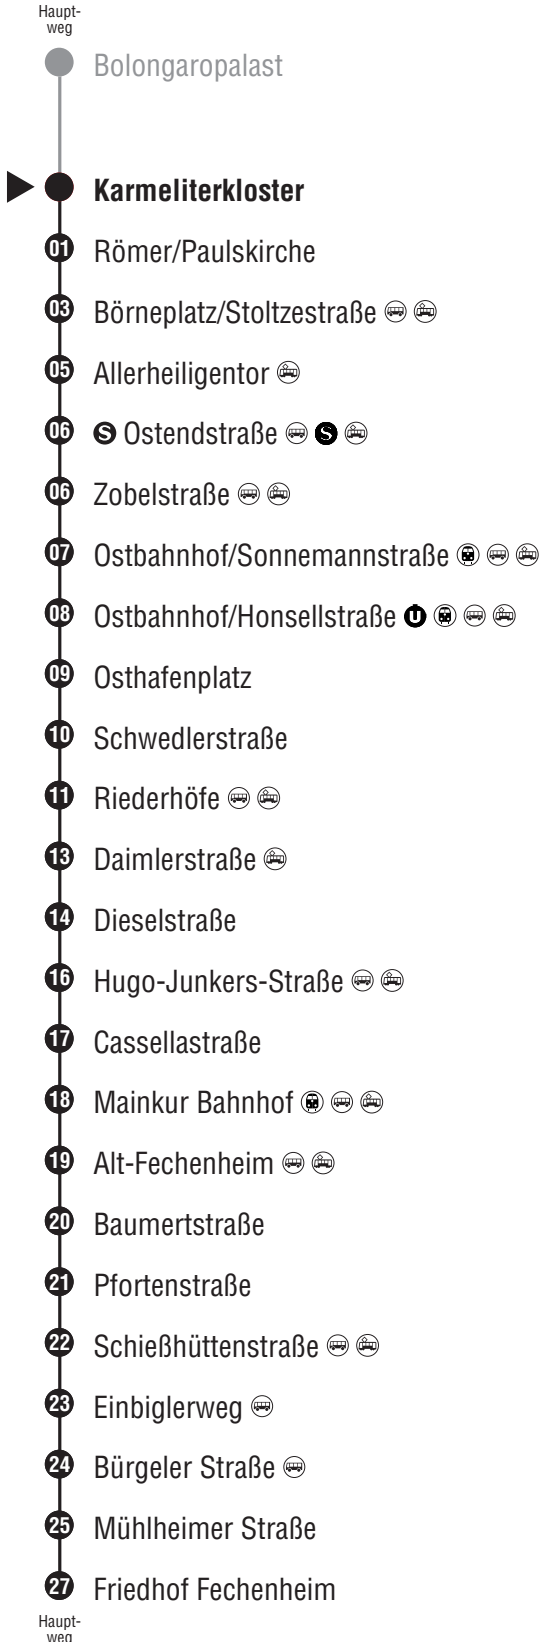 Haupt-
weg
Bolongaropalast
Karmeliterkloster
01 Römer/Paulskirche
03 Börneplatz/Stoltzestraße
05 Allerheiligentor
06 S Ostendstraße S
06 Zobelstraße
07 Ostbahnhof/Sonnemannstraße
08 Ostbahnhof/Honsellstraße U
09 Osthafenplatz
10 Schwedlerstraße
11 Riederhöfe
13 Daimlerstraße
14 Dieselstraße
16 Hugo-Junkers-Straße
17 Cassellastraße
18 Mainkur Bahnhof
19 Alt-Fechenheim
20 Baumertstraße
21 Pfortenstraße
22 Schießhüttenstraße
23 Einbiglerweg
24 Bürgeler Straße
25 Mühlheimer Straße
27 Friedhof Fechenheim
Haupt-
weg